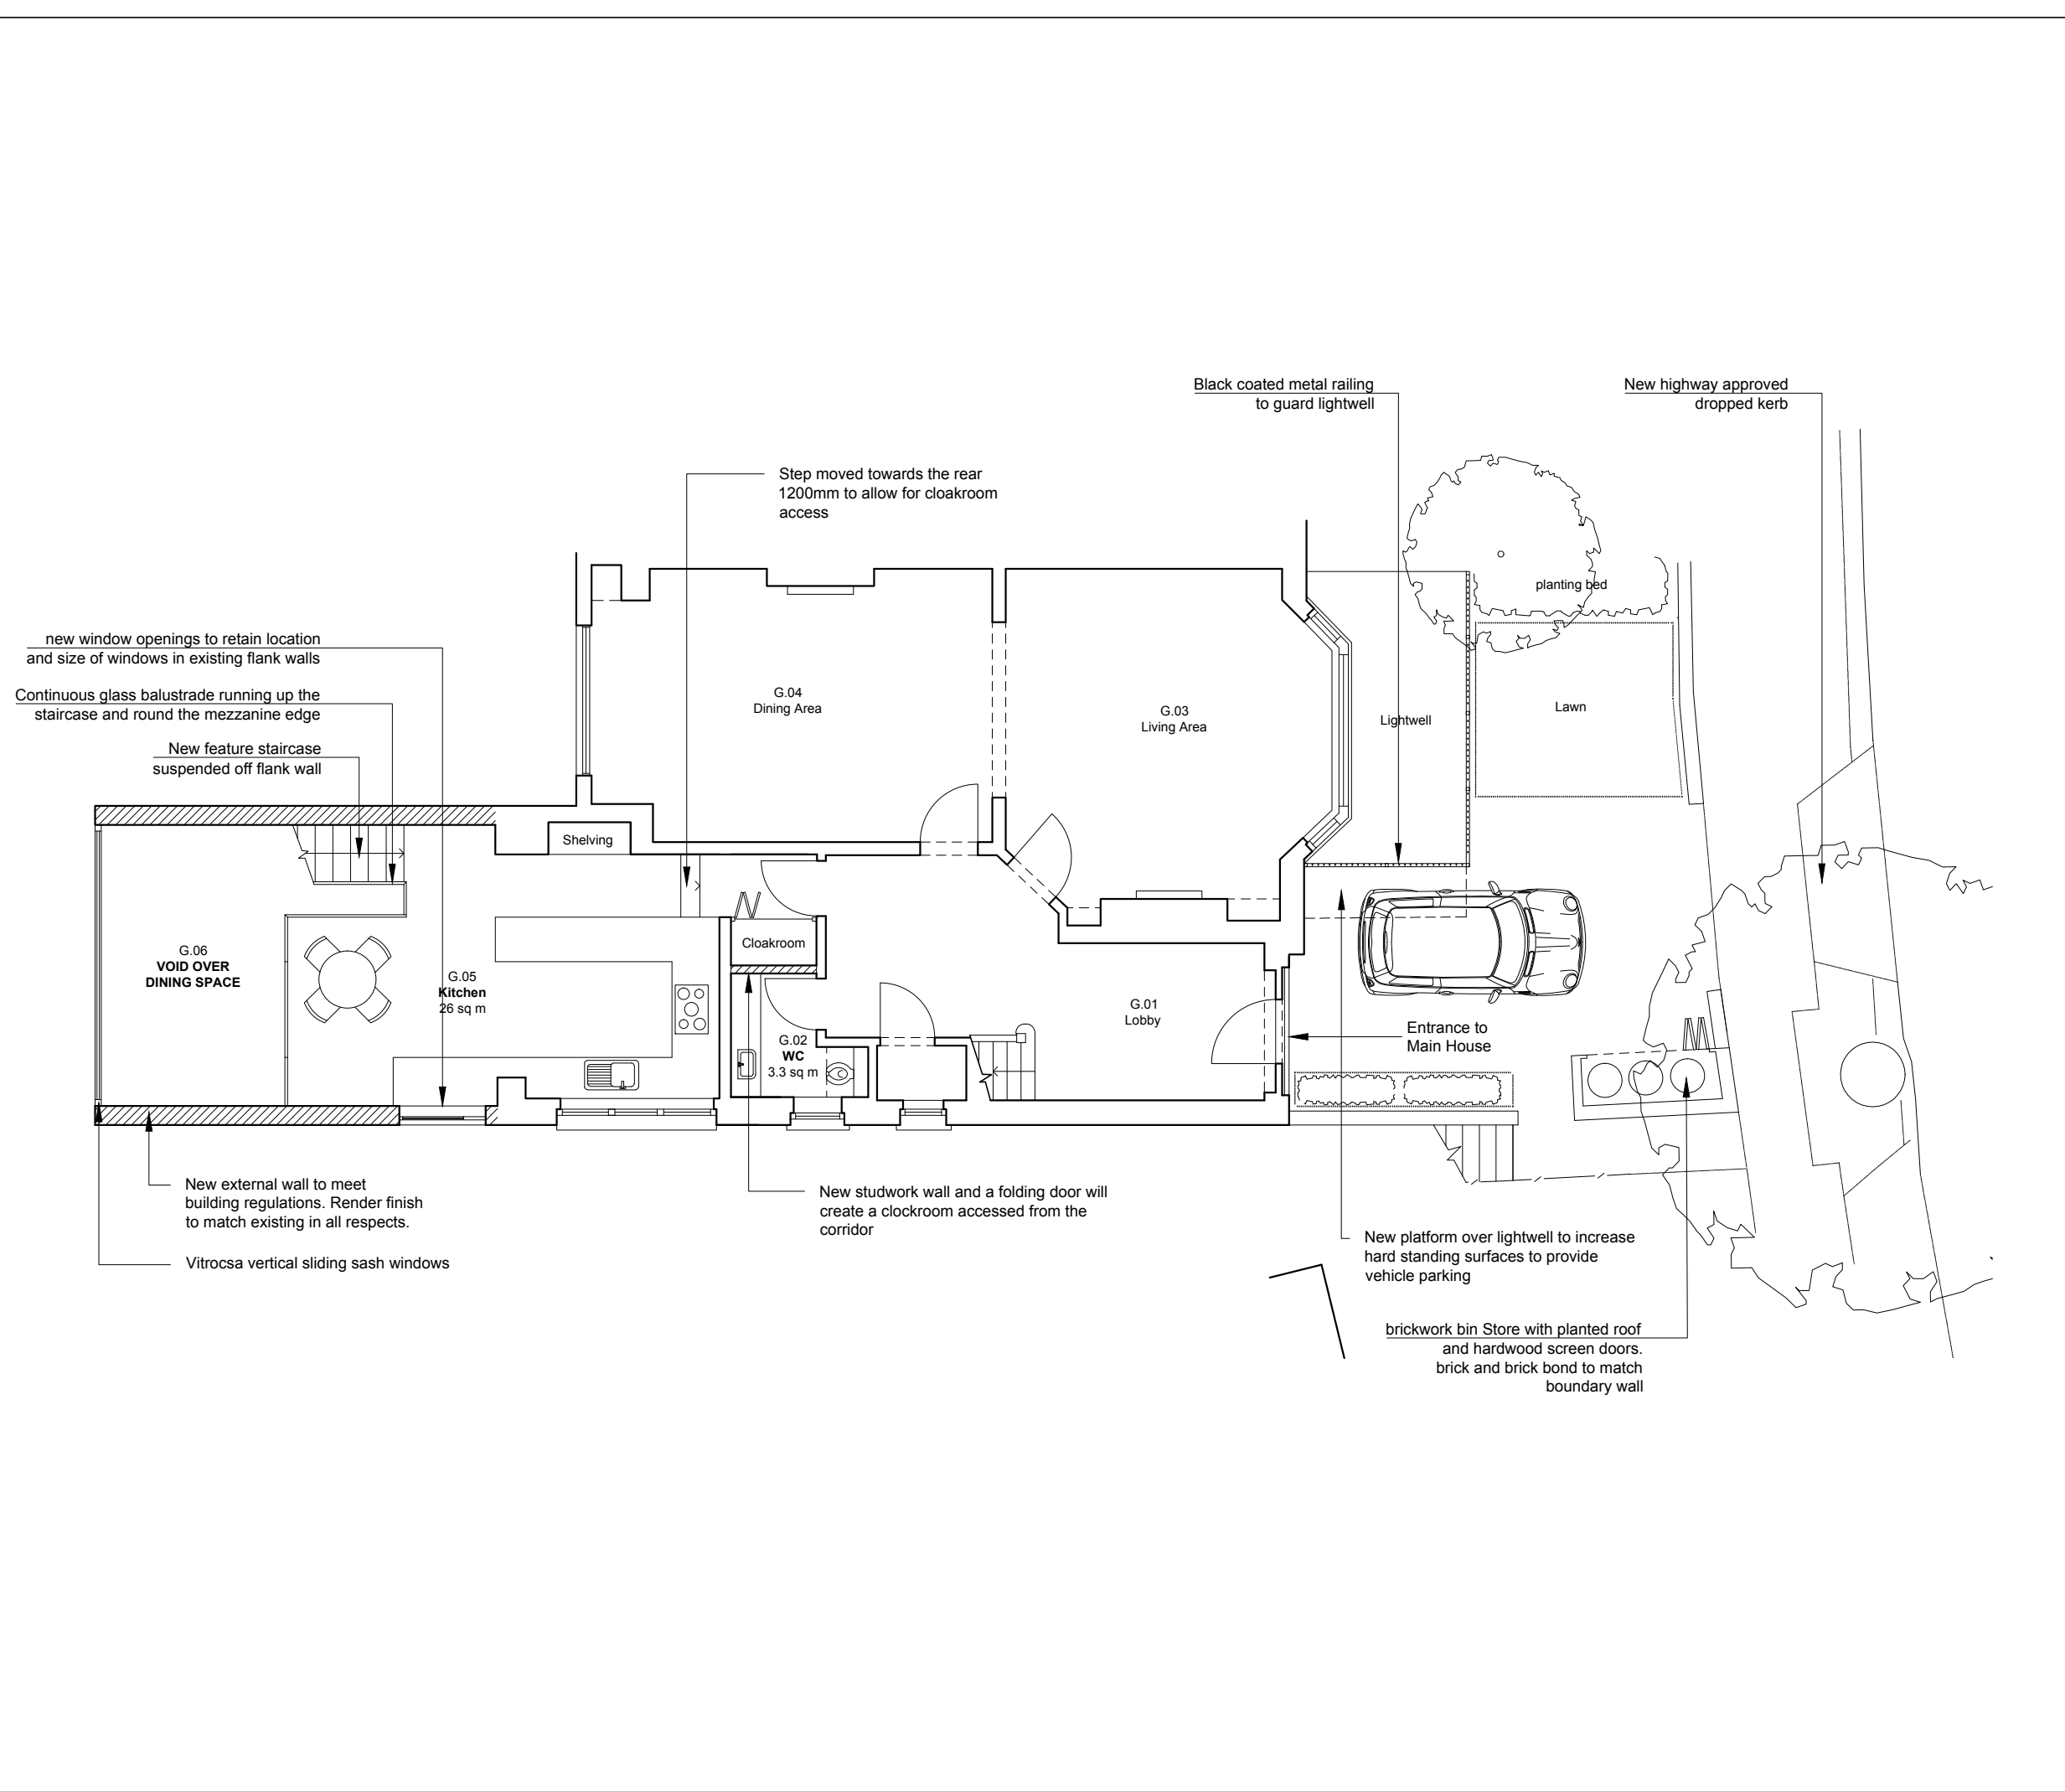 Black coated metal railing
to guard lightwell
New highway approved
dropped kerb
Step moved towards the rear
1200mm to allow for cloakroom
access
planting bed
new window openings to retain location
and size of windows in existing flank walls
Continuous glass balustrade running up the
staircase and round the mezzanine edge
New feature staircase
suspended off flank wall
G.04
Dining Area
G.03
Living Area
Lightwell
Lawn
Shelving
Cloakroom
G.06
VOID OVER
DINING SPACE
G.05
Kitchen
26 sq m
G.02
WC
3.3 sq m
G.01
Lobby
Entrance to
Main House
New external wall to meet
building regulations. Render finish
to match existing in all respects.
Vitrocsa vertical sliding sash windows
New studwork wall and a folding door will
create a clockroom accessed from the
corridor
New platform over lightwell to increase
hard standing surfaces to provide
vehicle parking
brickwork bin Store with planted roof
and hardwood screen doors.
brick and brick bond to match
boundary wall